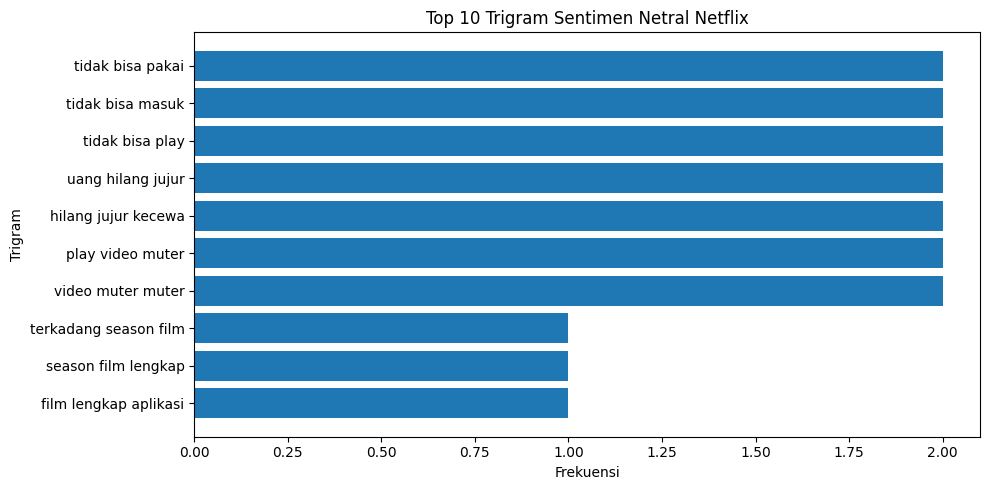 Top 10 Trigram Sentimen Netral Netflix
Trigram
tidak bisa pakai
tidak bisa masuk
tidak bisa play
uang hilang jujur
hilang jujur kecewa
play video muter
video muter muter
terkadang season film
season film lengkap
film lengkap aplikasi
0.00 0.25 0.50 0.75 1.00 1.25 1.50 1.75 2.00
Frekuensi